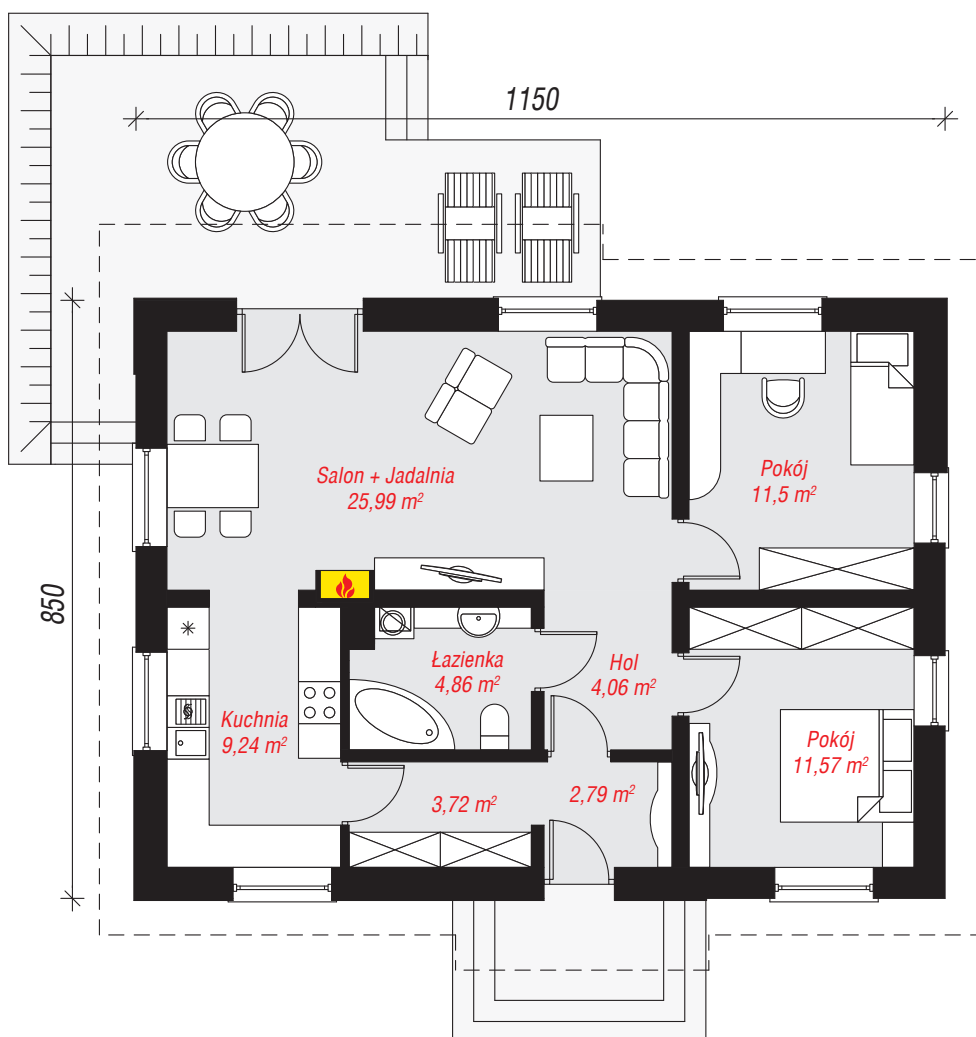 1150
850
Salon + Jadalnia
25,99 m²
Pokój
11,5 m²
Łazienka
4,86 m²
Hol
4,06 m²
Kuchnia
9,24 m²
Pokój
11,57 m²
3,72 m²
2,79 m²